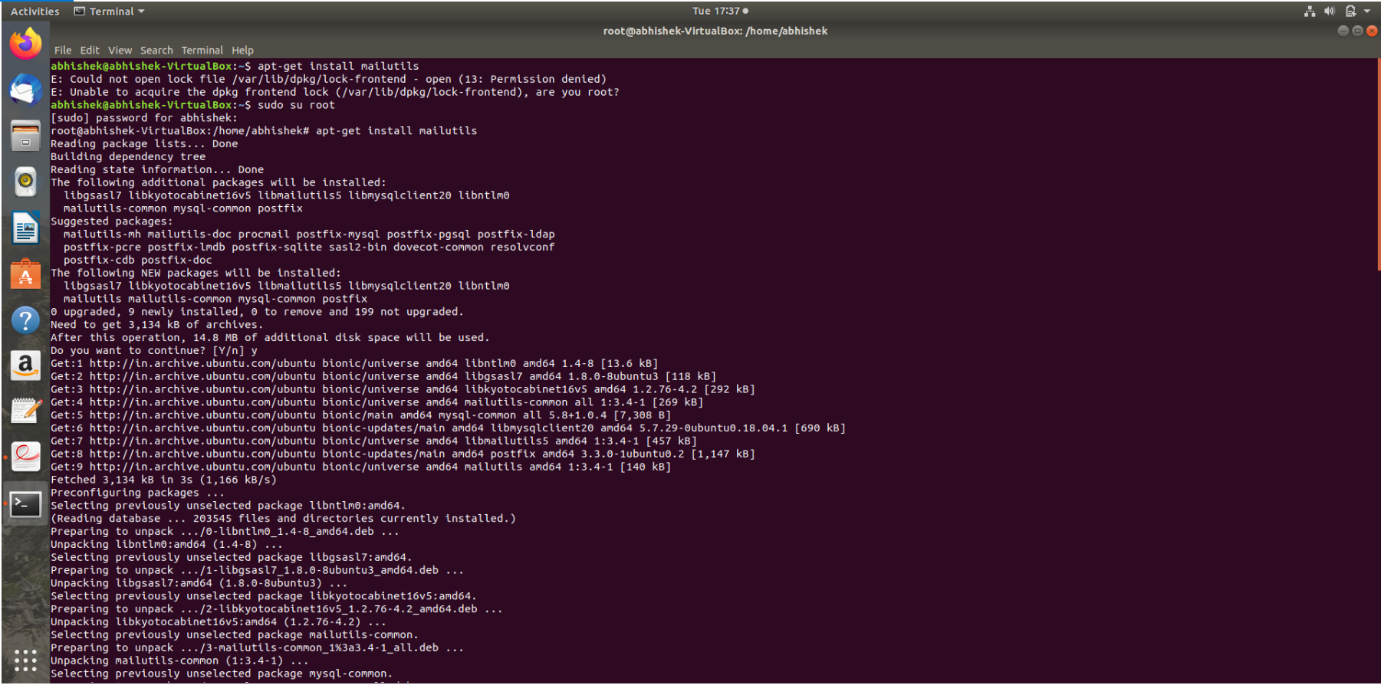 Activities Terminal Tue 17:37
root@abhishek-VirtualBox: /home/abhishek
File Edit View Search Terminal Help
abhishek@abhishek-VirtualBox:~$ apt-get install mailutils
E: Could not open lock file /var/lib/dpkg/lock-frontend - open (13: Permission denied)
E: Unable to acquire the dpkg frontend lock (/var/lib/dpkg/lock-frontend), are you root?
abhishek@abhishek-VirtualBox:~$ sudo su root
[sudo] password for abhishek:
root@abhishek-VirtualBox:/home/abhishek# apt-get install mailutils
Reading package lists... Done
Building dependency tree
Reading state information... Done
The following additional packages will be installed:
libgsasl7 libkyotocabinet16v5 libmailutils5 libmysqlclient20 libntlm0
mailutils-common mysql-common postfix
Suggested packages:
mailutils-mh mailutils-doc procmail postfix-mysql postfix-pgsql postfix-ldap
postfix-pcre postfix-lmdb postfix-sqlite sasl2-bin dovecot-common resolvconf
postfix-cdb postfix-doc
The following NEW packages will be installed:
libgsasl7 libkyotocabinet16v5 libmailutils5 libmysqlclient20 libntlm0
mailutils mailutils-common mysql-common postfix
0 upgraded, 9 newly installed, 0 to remove and 199 not upgraded.
Need to get 3,134 kB of archives.
After this operation, 14.8 MB of additional disk space will be used.
Do you want to continue? [Y/n] y
Get:1 http://in.archive.ubuntu.com/ubuntu bionic/universe amd64 libntlm0 amd64 1.4-8 [13.6 kB]
Get:2 http://in.archive.ubuntu.com/ubuntu bionic/universe amd64 libgsasl7 amd64 1.8.0-8ubuntu3 [118 kB]
Get:3 http://in.archive.ubuntu.com/ubuntu bionic/universe amd64 libkyotocabinet16v5 amd64 1.2.76-4.2 [292 kB]
Get:4 http://in.archive.ubuntu.com/ubuntu bionic/universe amd64 mailutils-common all 1:3.4-1 [269 kB]
Get:5 http://in.archive.ubuntu.com/ubuntu bionic/main amd64 mysql-common all 5.8+1.0.4 [7,308 B]
Get:6 http://in.archive.ubuntu.com/ubuntu bionic-updates/main amd64 libmysqlclient20 amd64 5.7.29-0ubuntu0.18.04.1 [690 kB]
Get:7 http://in.archive.ubuntu.com/ubuntu bionic/universe amd64 libmailutils5 amd64 1:3.4-1 [457 kB]
Get:8 http://in.archive.ubuntu.com/ubuntu bionic-updates/main amd64 postfix amd64 3.3.0-1ubuntu0.2 [1,147 kB]
Get:9 http://in.archive.ubuntu.com/ubuntu bionic/universe amd64 mailutils amd64 1:3.4-1 [140 kB]
Fetched 3,134 kB in 3s (1,166 kB/s)
Preconfiguring packages ...
Selecting previously unselected package libntlm0:amd64.
(Reading database ... 203545 files and directories currently installed.)
Preparing to unpack .../0-libntlm0_1.4-8_amd64.deb ...
Unpacking libntlm0:amd64 (1.4-8) ...
Selecting previously unselected package libgsasl7:amd64.
Preparing to unpack .../1-libgsasl7_1.8.0-8ubuntu3_amd64.deb ...
Unpacking libgsasl7:amd64 (1.8.0-8ubuntu3) ...
Selecting previously unselected package libkyotocabinet16v5:amd64.
Preparing to unpack .../2-libkyotocabinet16v5_1.2.76-4.2_amd64.deb ...
Unpacking libkyotocabinet16v5:amd64 (1.2.76-4.2) ...
Selecting previously unselected package mailutils-common.
Preparing to unpack .../3-mailutils-common_1%3a3.4-1_all.deb ...
Unpacking mailutils-common (1:3.4-1) ...
Selecting previously unselected package mysql-common.